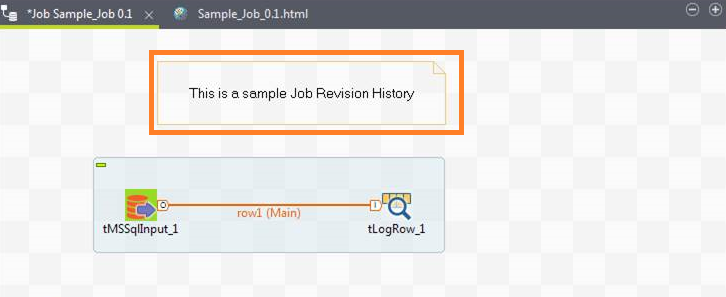 *Job Sample_Job 0.1
Sample_Job_0.1.html
This is a sample Job Revision History
row1 (Main)
tMSSqlInput_1
tLogRow_1